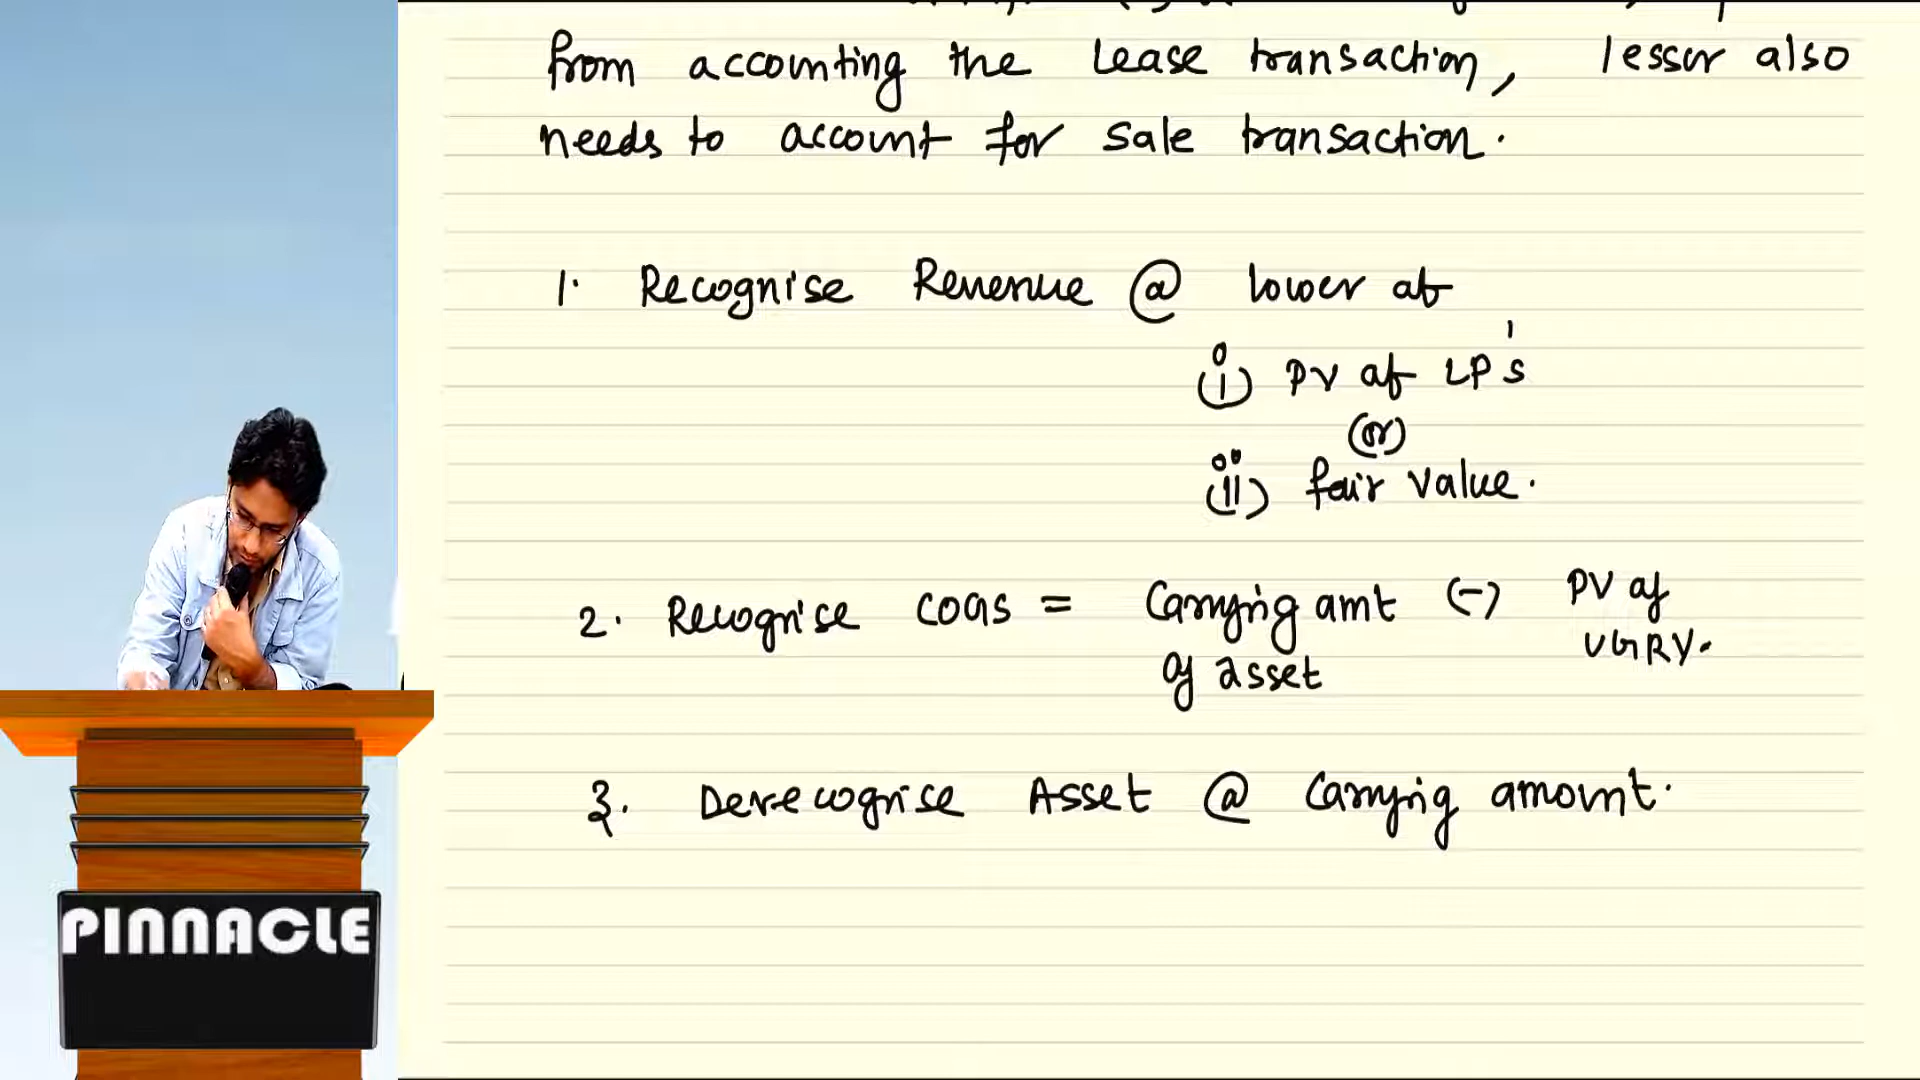 from accounting the Lease transaction, lessor also
needs to account for sale transaction.
1. Recognise Revenue @ lower of
(i) PV of LP's
(or)
(ii) fair value.
2. Recognise COGS = Carrying amt (-) PV of
of asset UGRV.
3. Derecognise Asset @ Carrying amount.
PINNACLE